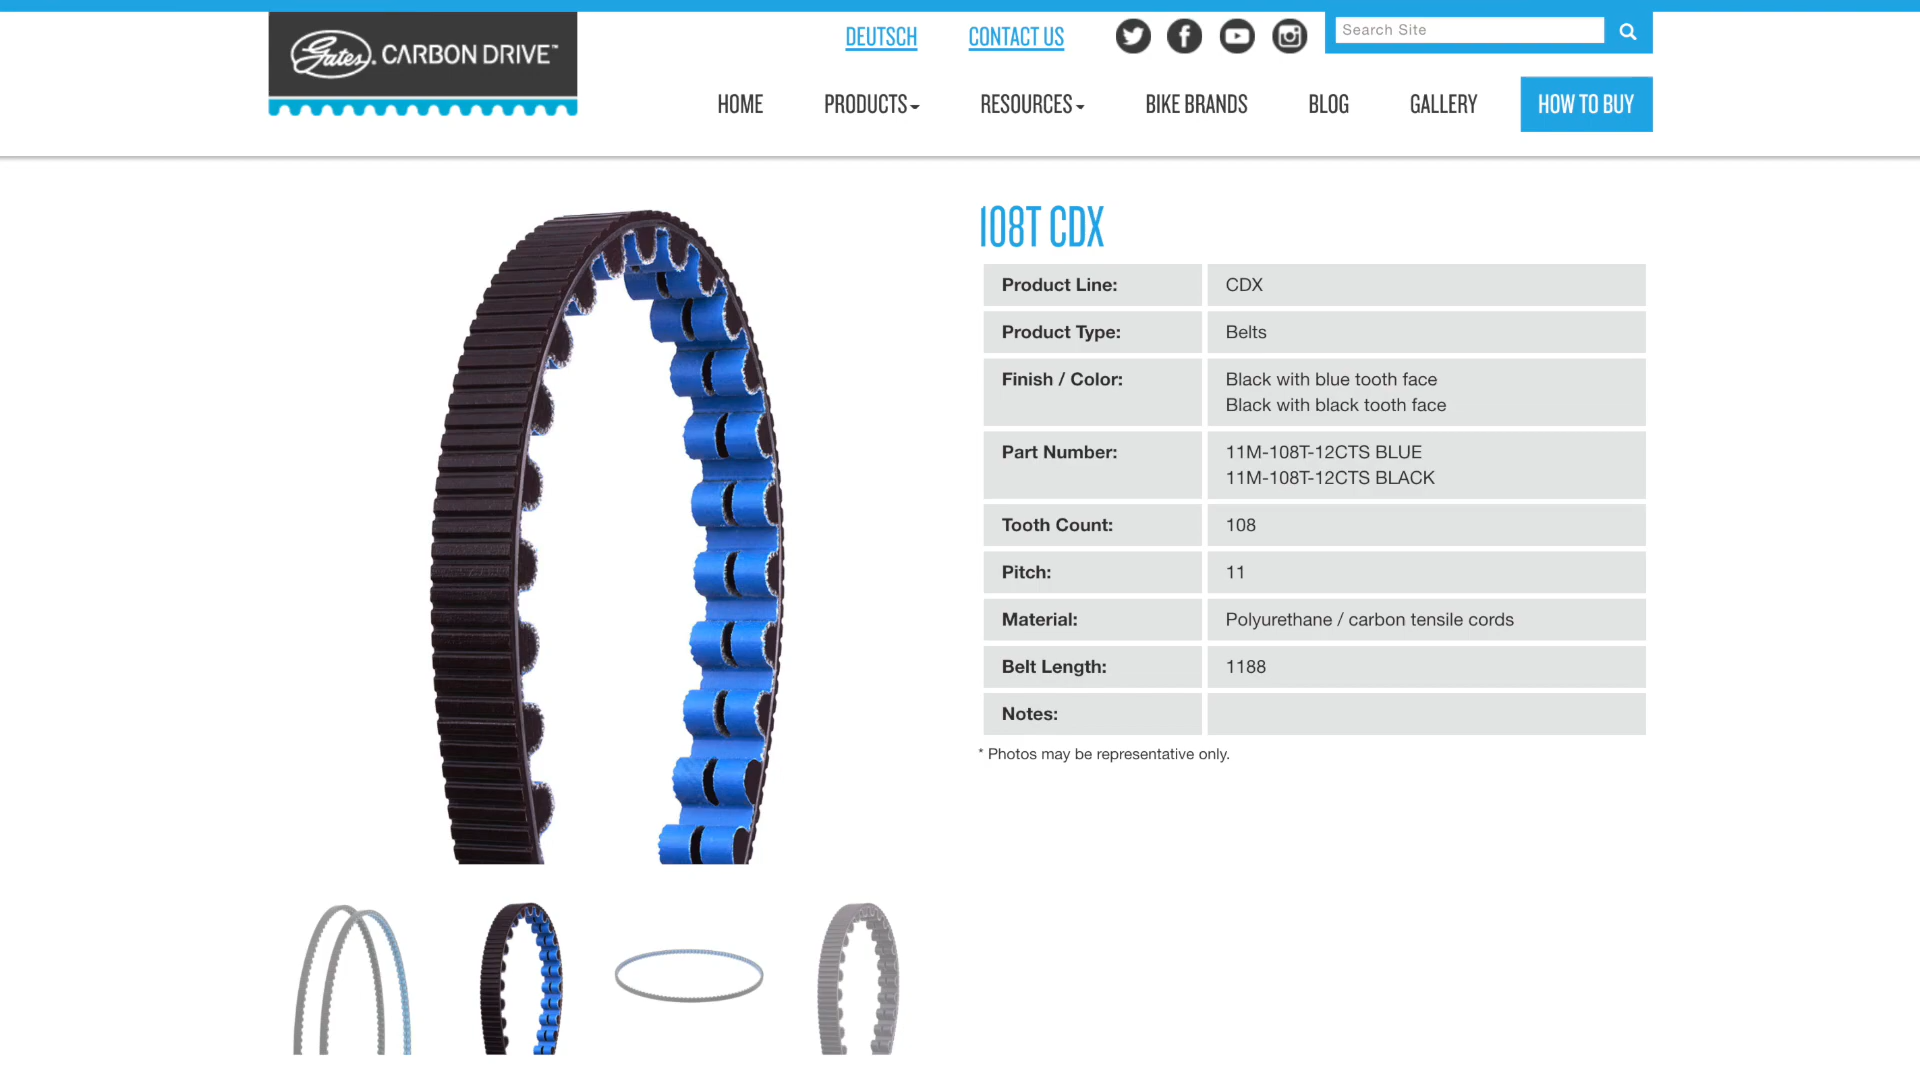 Gates. CARBON DRIVE™
DEUTSCH
CONTACT US
Search Site
HOME
PRODUCTS
RESOURCES
BIKE BRANDS
BLOG
GALLERY
HOW TO BUY
108T CDX
Product Line: CDX
Product Type: Belts
Finish / Color: Black with blue tooth face
Black with black tooth face
Part Number: 11M-108T-12CTS BLUE
11M-108T-12CTS BLACK
Tooth Count: 108
Pitch: 11
Material: Polyurethane / carbon tensile cords
Belt Length: 1188
Notes:
* Photos may be representative only.